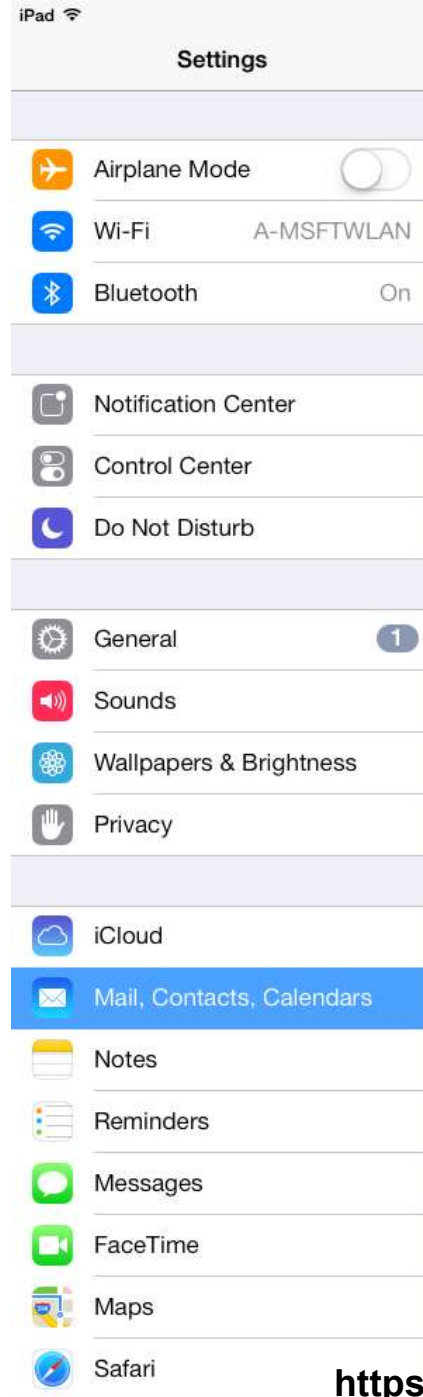 iPad
Settings
Airplane Mode
Wi-Fi A-MSFTWLAN
Bluetooth On
Notification Center
Control Center
Do Not Disturb
General 1
Sounds
Wallpapers & Brightness
Privacy
iCloud
Mail, Contacts, Calendars
Notes
Reminders
Messages
FaceTime
Maps
Safari
https